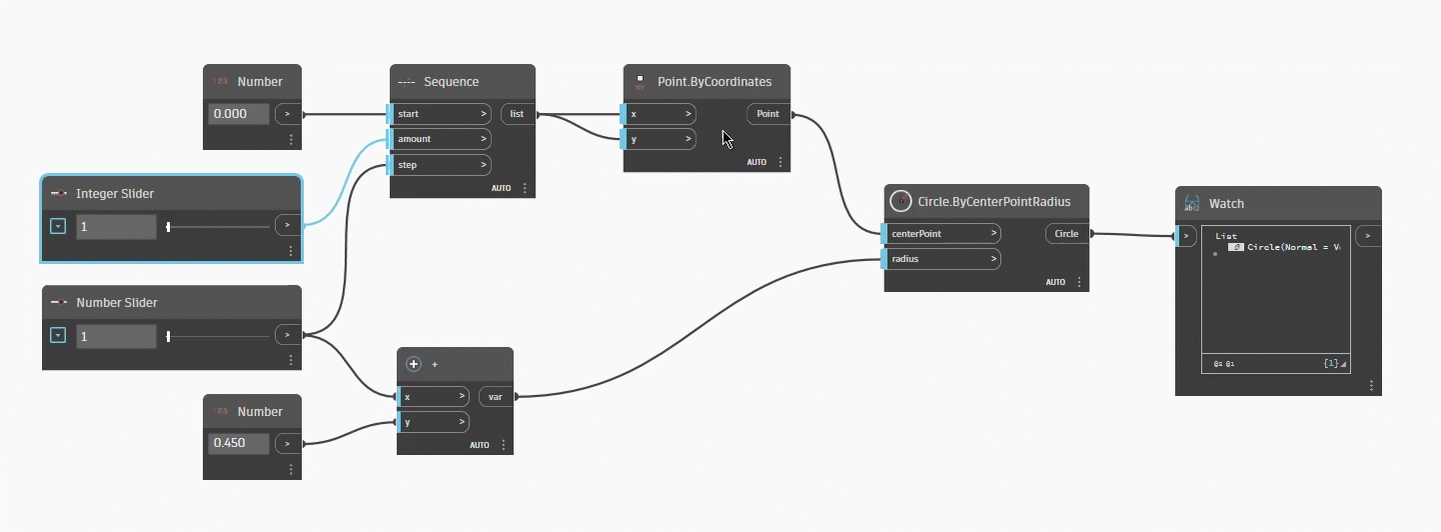 123 Number
0.000 >
Sequence
start > list
amount >
step >
AUTO
XY Point.ByCoordinates
x > Point
y >
AUTO
Integer Slider
1 >
Number Slider
1 >
123 Number
0.450 >
+ +
x > var
y >
AUTO
Circle.ByCenterPointRadius
centerPoint > Circle
radius >
AUTO
Watch
> List >
0 Circle(Normal = V
@2 @1 {1}